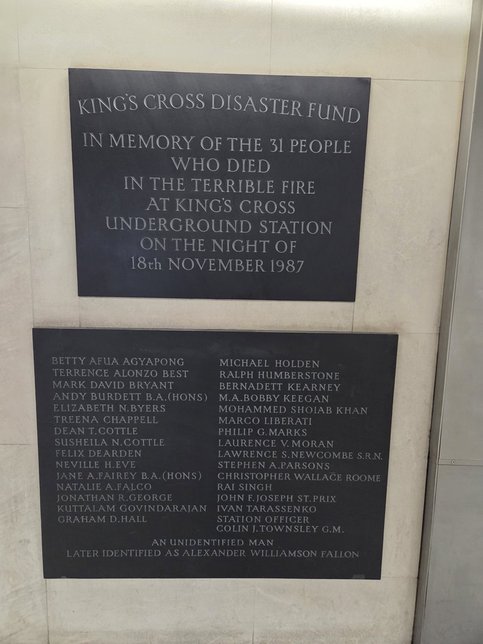 KING'S CROSS DISASTER FUND
IN MEMORY OF THE 31 PEOPLE
WHO DIED
IN THE TERRIBLE FIRE
AT KING'S CROSS
UNDERGROUND STATION
ON THE NIGHT OF
18th NOVEMBER 1987
BETTY AFUA AGYAPONG
TERRENCE ALONZO BEST
MARK DAVID BRYANT
ANDY BURDETT B.A.(HONS)
ELIZABETH N.BYERS
TREENA CHAPPELL
DEAN T.COTTLE
SUSHEILA N.COTTLE
FELIX DEARDEN
NEVILLE H.EVE
JANE A.FAIREY B.A.(HONS)
NATALIE A.FALCO
JONATHAN R.GEORGE
KUTTALAM GOVINDARAJAN
GRAHAM D.HALL
MICHAEL HOLDEN
RALPH HUMBERSTONE
BERNADETT KEARNEY
M.A.BOBBY KEEGAN
MOHAMMED SHOIAB KHAN
MARCO LIBERATI
PHILIP G.MARKS
LAURENCE V.MORAN
LAWRENCE S.NEWCOMBE S.R.N.
STEPHEN A.PARSONS
CHRISTOPHER WALLACE ROOME
RAI SINGH
JOHN F.JOSEPH ST.PRIX
IVAN TARASSENKO
STATION OFFICER
COLIN J.TOWNSLEY G.M.
AN UNIDENTIFIED MAN
LATER IDENTIFIED AS ALEXANDER WILLIAMSON FALLON